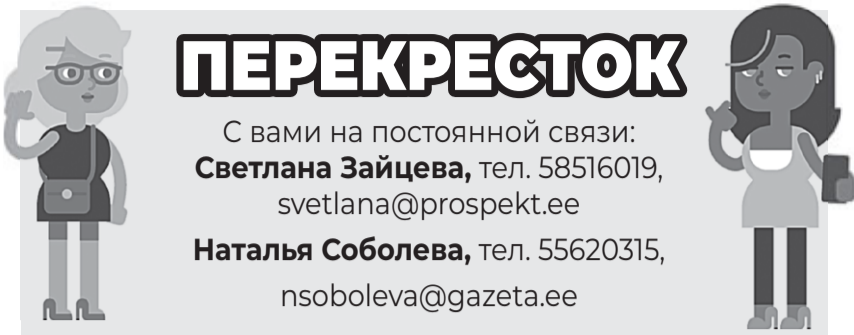 ПЕРЕКРЕСТОК
С вами на постоянной связи:
Светлана Зайцева, тел. 58516019,
svetlana@prospekt.ee
Наталья Соболева, тел. 55620315,
nsoboleva@gazeta.ee